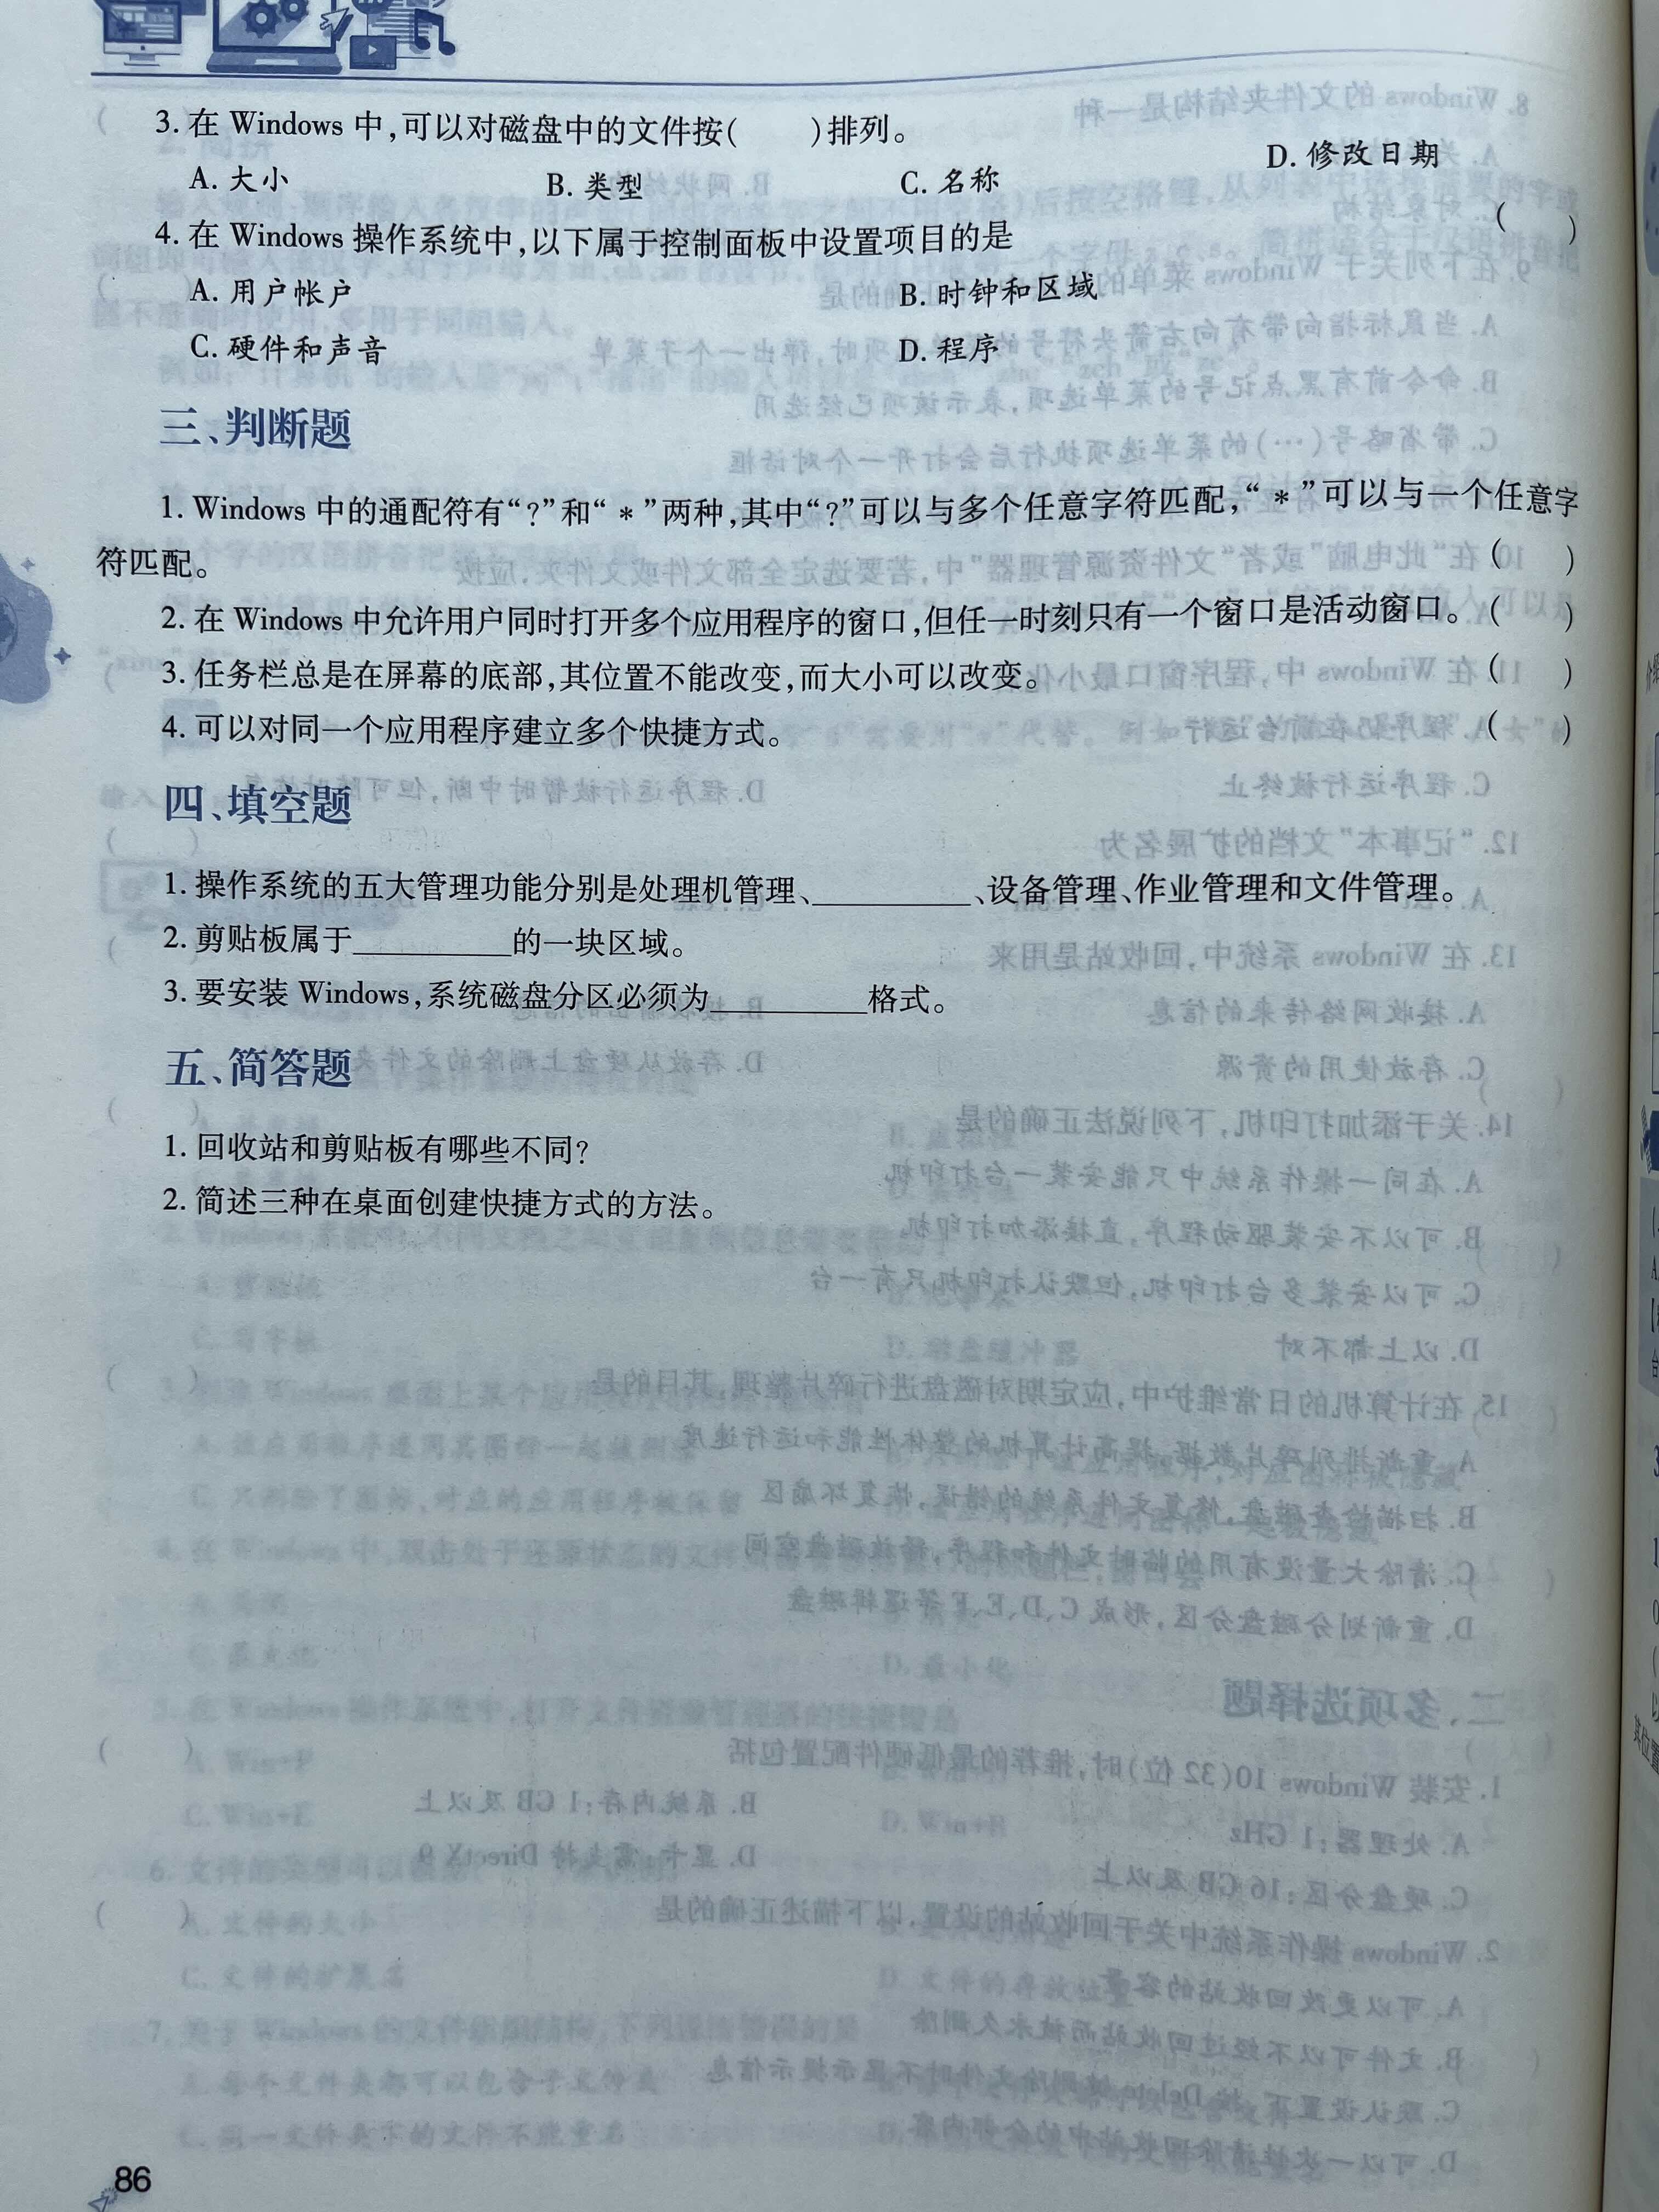 3. 在 Windows 中,可以对磁盘中的文件按(  )排列。
A. 大小 B. 类型 C. 名称 D. 修改日期
4. 在 Windows 操作系统中,以下属于控制面板中设置项目的是 (  )
A. 用户帐户 B. 时钟和区域
C. 硬件和声音 D. 程序
三、判断题
1. Windows 中的通配符有“?”和“*”两种,其中“?”可以与多个任意字符匹配,“*”可以与一个任意字
符匹配。 (  )
2. 在 Windows 中允许用户同时打开多个应用程序的窗口,但任一时刻只有一个窗口是活动窗口。 (  )
3. 任务栏总是在屏幕的底部,其位置不能改变,而大小可以改变。 (  )
4. 可以对同一个应用程序建立多个快捷方式。 (  )
四、填空题
1. 操作系统的五大管理功能分别是处理机管理、__________、设备管理、作业管理和文件管理。
2. 剪贴板属于__________的一块区域。
3. 要安装 Windows,系统磁盘分区必须为__________格式。
五、简答题
1. 回收站和剪贴板有哪些不同?
2. 简述三种在桌面创建快捷方式的方法。
86